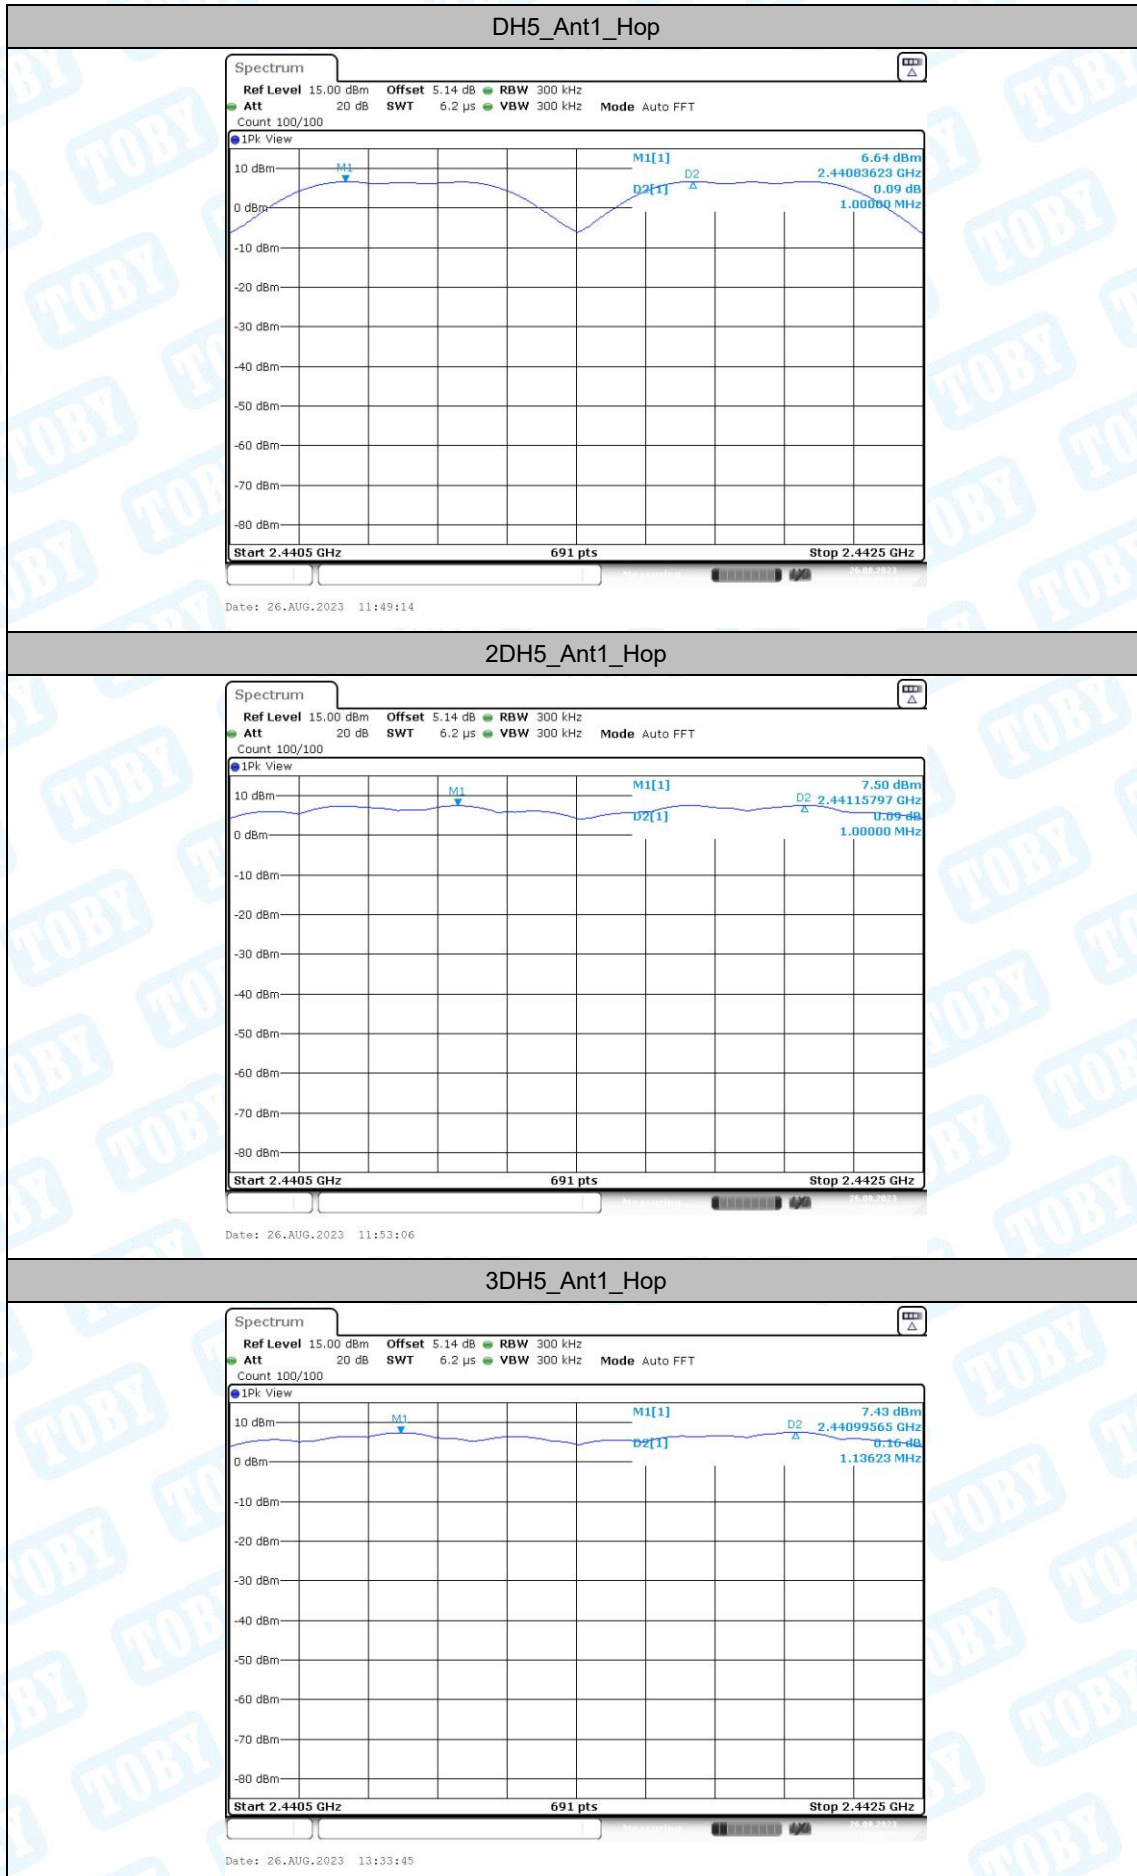 DH5_Ant1_Hop
Spectrum
Ref Level 15.00 dBm Offset 5.14 dB RBW 300 kHz
Att 20 dB SWT 6.2 µs VBW 300 kHz Mode Auto FFT
Count 100/100
1Pk View
M1[1] 6.64 dBm
2.44083623 GHz
D2[1] 0.09 dB
1.00000 MHz
M1
D2
10 dBm
0 dBm
-10 dBm
-20 dBm
-30 dBm
-40 dBm
-50 dBm
-60 dBm
-70 dBm
-80 dBm
Start 2.4405 GHz 691 pts Stop 2.4425 GHz
Date: 26.AUG.2023 11:49:14
2DH5_Ant1_Hop
Spectrum
Ref Level 15.00 dBm Offset 5.14 dB RBW 300 kHz
Att 20 dB SWT 6.2 µs VBW 300 kHz Mode Auto FFT
Count 100/100
1Pk View
M1[1] 7.50 dBm
2.44115797 GHz
D2[1] 0.09 dB
1.00000 MHz
M1
D2
10 dBm
0 dBm
-10 dBm
-20 dBm
-30 dBm
-40 dBm
-50 dBm
-60 dBm
-70 dBm
-80 dBm
Start 2.4405 GHz 691 pts Stop 2.4425 GHz
Date: 26.AUG.2023 11:53:06
3DH5_Ant1_Hop
Spectrum
Ref Level 15.00 dBm Offset 5.14 dB RBW 300 kHz
Att 20 dB SWT 6.2 µs VBW 300 kHz Mode Auto FFT
Count 100/100
1Pk View
M1[1] 7.43 dBm
2.44099565 GHz
D2[1] 0.16 dB
1.13623 MHz
M1
D2
10 dBm
0 dBm
-10 dBm
-20 dBm
-30 dBm
-40 dBm
-50 dBm
-60 dBm
-70 dBm
-80 dBm
Start 2.4405 GHz 691 pts Stop 2.4425 GHz
Date: 26.AUG.2023 13:33:45
TOBY